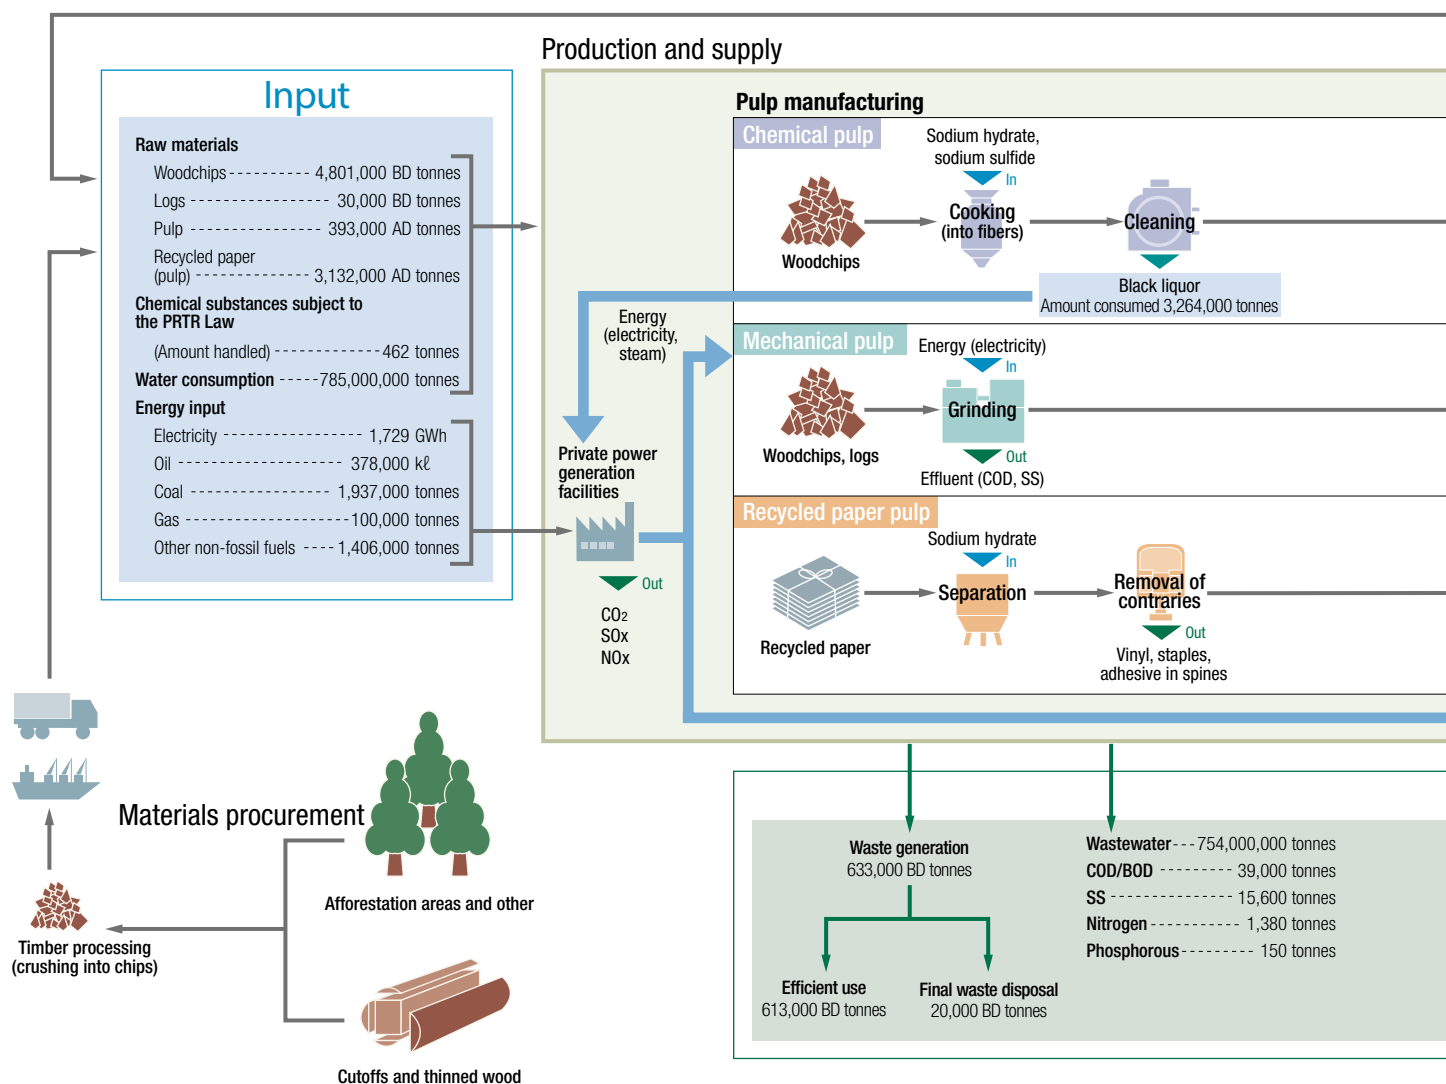 Production and supply
Input
Raw materials
Woodchips 4,801,000 BD tonnes
Logs 30,000 BD tonnes
Pulp 393,000 AD tonnes
Recycled paper
(pulp) 3,132,000 AD tonnes
Chemical substances subject to
the PRTR Law
(Amount handled) 462 tonnes
Water consumption 785,000,000 tonnes
Energy input
Electricity 1,729 GWh
Oil 378,000 kℓ
Coal 1,937,000 tonnes
Gas 100,000 tonnes
Other non-fossil fuels 1,406,000 tonnes
Pulp manufacturing
Chemical pulp
Sodium hydrate,
sodium sulfide
In
Woodchips
Cooking
(into fibers)
Cleaning
Black liquor
Amount consumed 3,264,000 tonnes
Energy
(electricity,
steam)
Mechanical pulp
Energy (electricity)
In
Woodchips, logs
Grinding
Out
Effluent (COD, SS)
Private power
generation
facilities
Out
CO2
SOx
NOx
Recycled paper pulp
Sodium hydrate
In
Recycled paper
Separation
Removal of
contraries
Out
Vinyl, staples,
adhesive in spines
Materials procurement
Afforestation areas and other
Timber processing
(crushing into chips)
Cutoffs and thinned wood
Waste generation
633,000 BD tonnes
Efficient use
613,000 BD tonnes
Final waste disposal
20,000 BD tonnes
Wastewater 754,000,000 tonnes
COD/BOD 39,000 tonnes
SS 15,600 tonnes
Nitrogen 1,380 tonnes
Phosphorous 150 tonnes